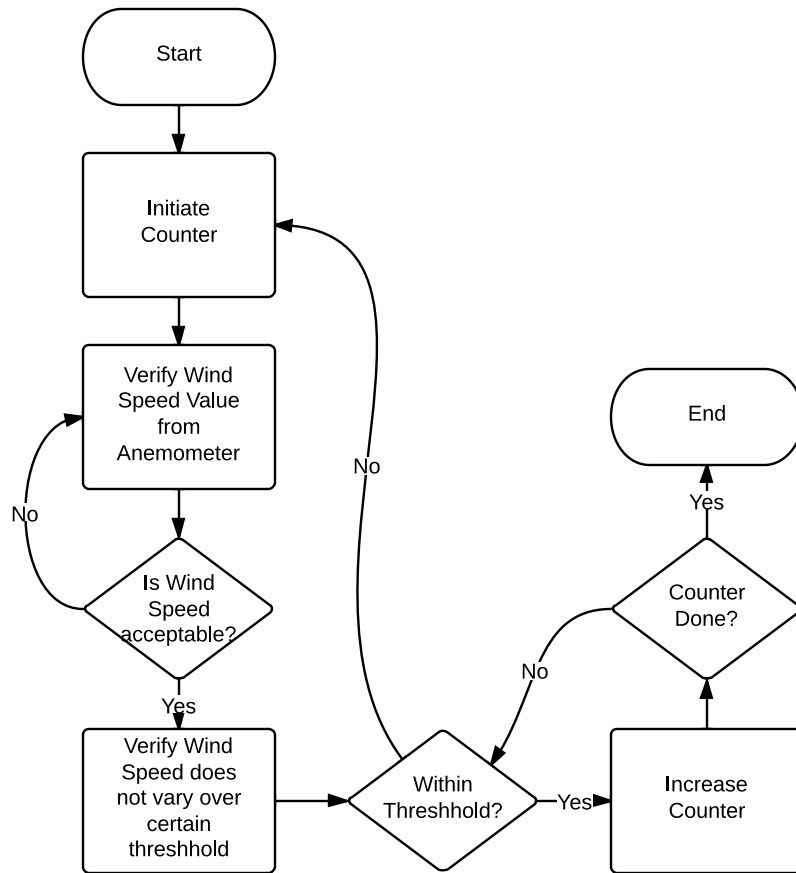 Start
Initiate
Counter
Verify Wind
Speed Value
from
Anemometer
No
Is Wind
Speed
acceptable?
Yes
Verify Wind
Speed does
not vary over
certain
threshhold
No
Within
Threshhold?
Yes
Increase
Counter
No
Counter
Done?
Yes
End